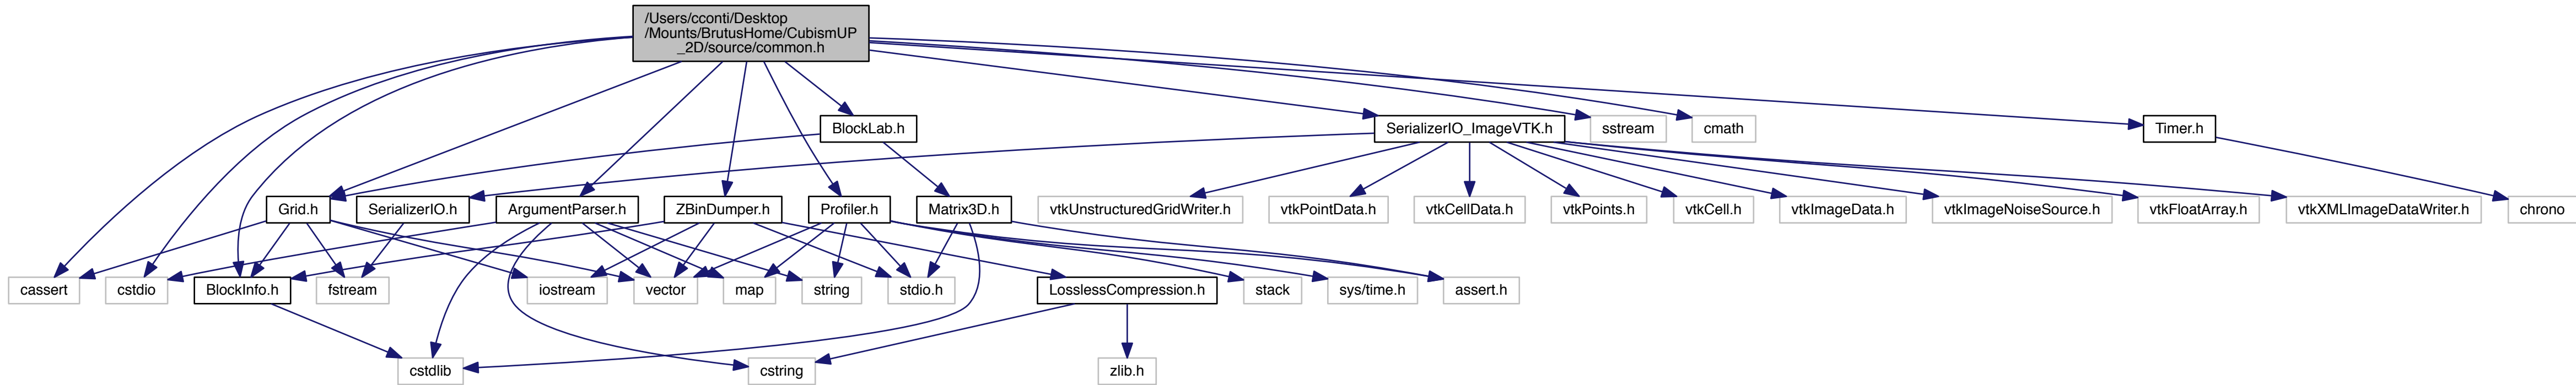 /Users/cconti/Desktop
/Mounts/BrutusHome/CubismUP
_2D/source/common.h
BlockLab.h
SerializerIO_ImageVTK.h
sstream
cmath
Timer.h
Grid.h
SerializerIO.h
ArgumentParser.h
ZBinDumper.h
Profiler.h
Matrix3D.h
vtkUnstructuredGridWriter.h
vtkPointData.h
vtkCellData.h
vtkPoints.h
vtkCell.h
vtkImageData.h
vtkImageNoiseSource.h
vtkFloatArray.h
vtkXMLImageDataWriter.h
chrono
cassert
cstdio
BlockInfo.h
fstream
iostream
vector
map
string
stdio.h
LosslessCompression.h
stack
sys/time.h
assert.h
cstdlib
cstring
zlib.h